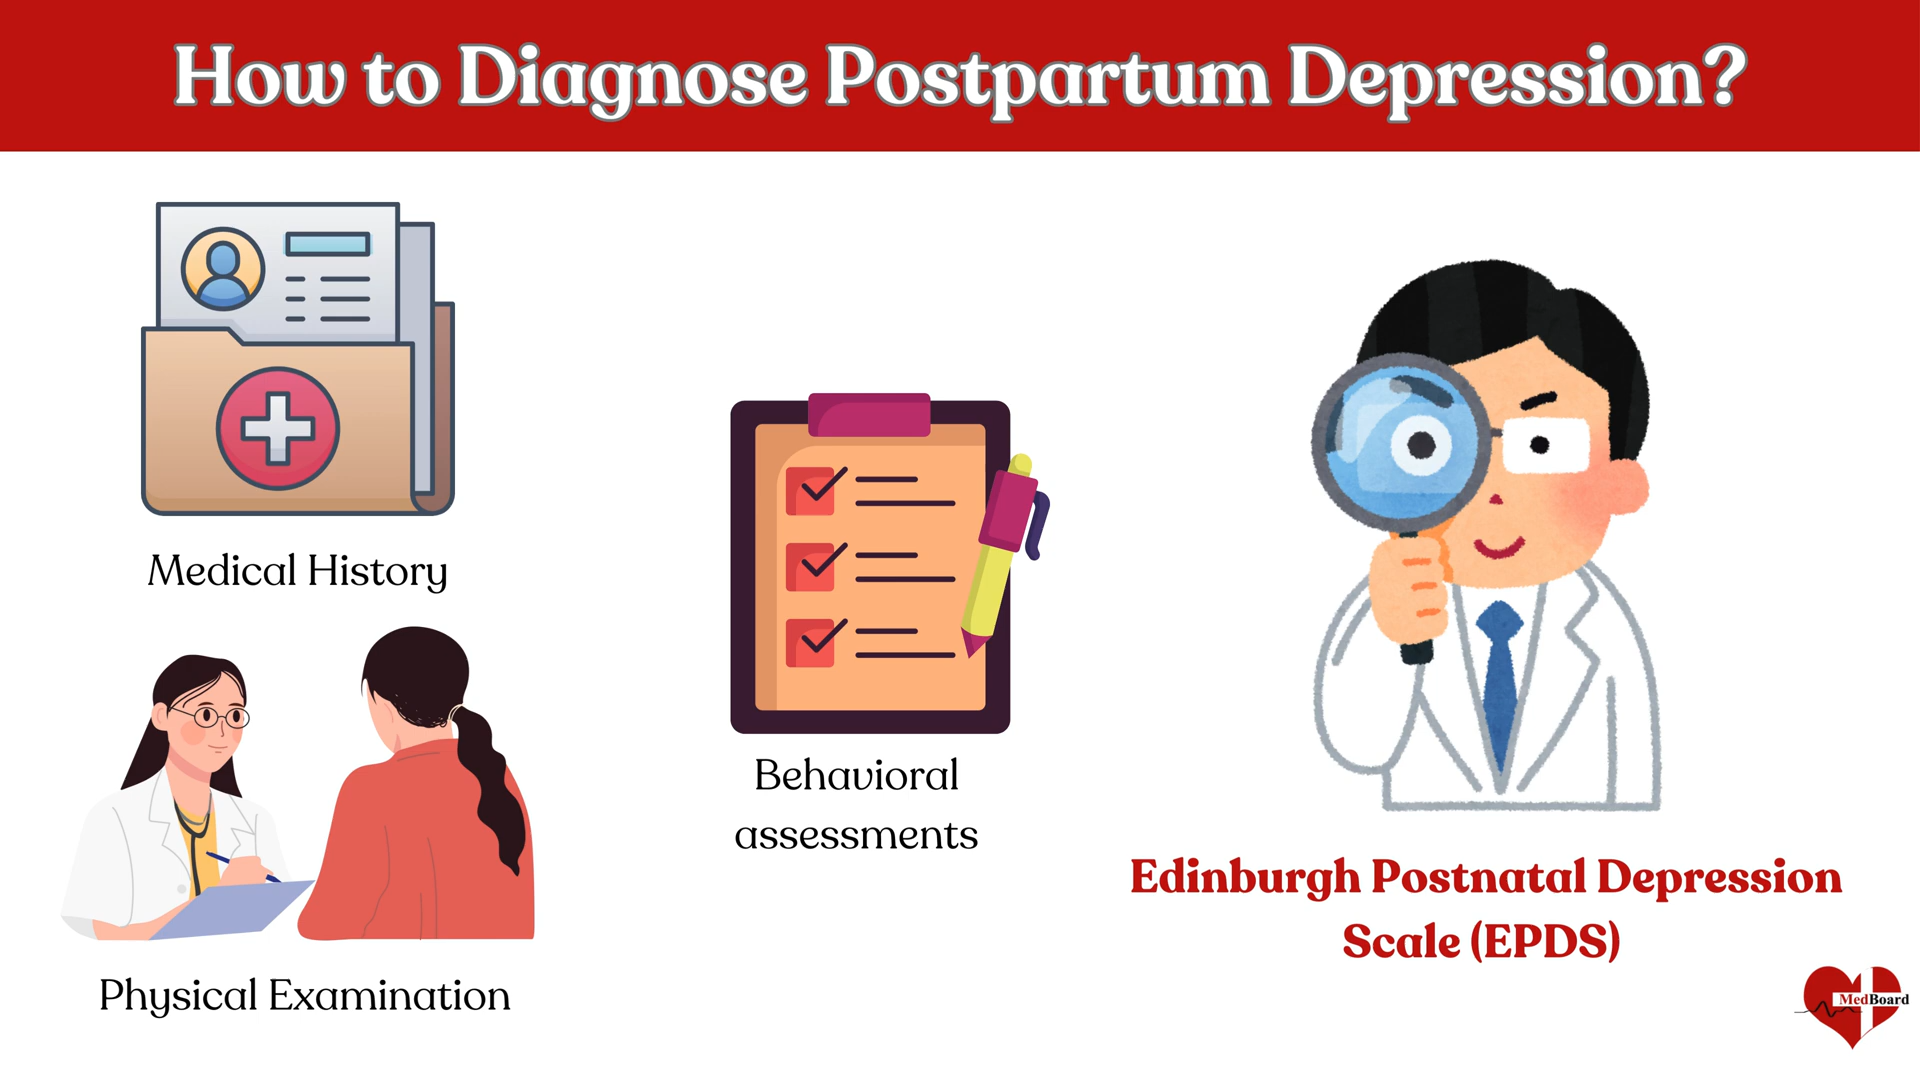 How to Diagnose Postpartum Depression?
Medical History
Physical Examination
Behavioral
assessments
Edinburgh Postnatal Depression
Scale (EPDS)
MedBoard